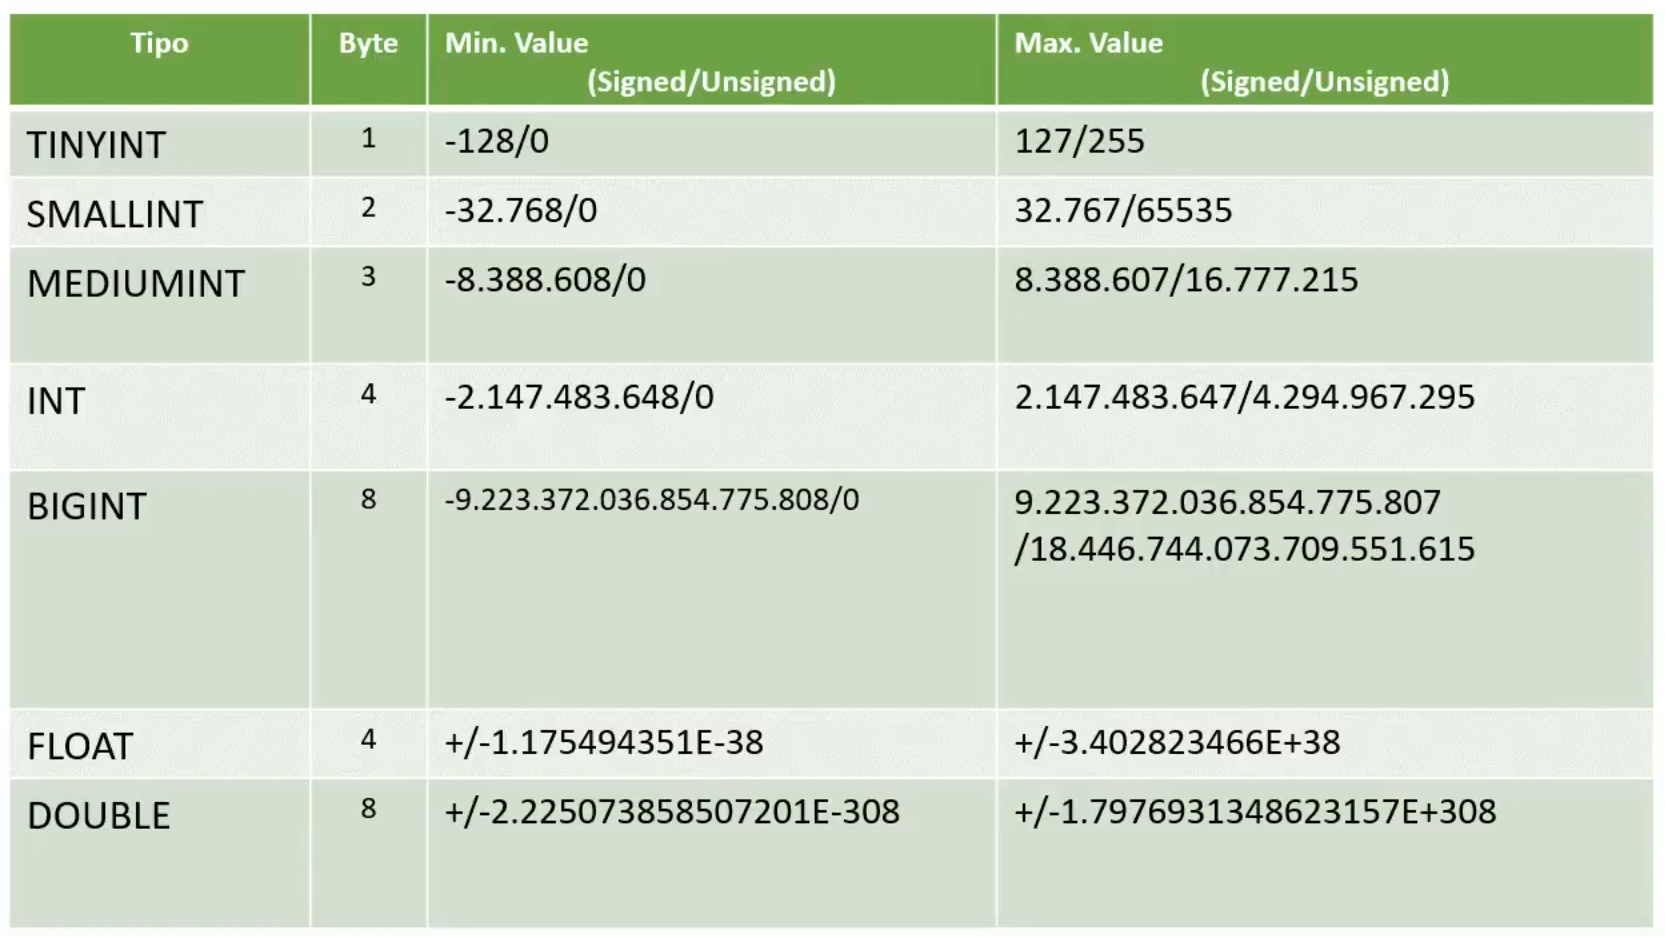 Tipo Byte Min. Value Max. Value
(Signed/Unsigned) (Signed/Unsigned)
TINYINT 1 -128/0 127/255
SMALLINT 2 -32.768/0 32.767/65535
MEDIUMINT 3 -8.388.608/0 8.388.607/16.777.215
INT 4 -2.147.483.648/0 2.147.483.647/4.294.967.295
BIGINT 8 -9.223.372.036.854.775.808/0 9.223.372.036.854.775.807
/18.446.744.073.709.551.615
FLOAT 4 +/-1.175494351E-38 +/-3.402823466E+38
DOUBLE 8 +/-2.225073858507201E-308 +/-1.7976931348623157E+308